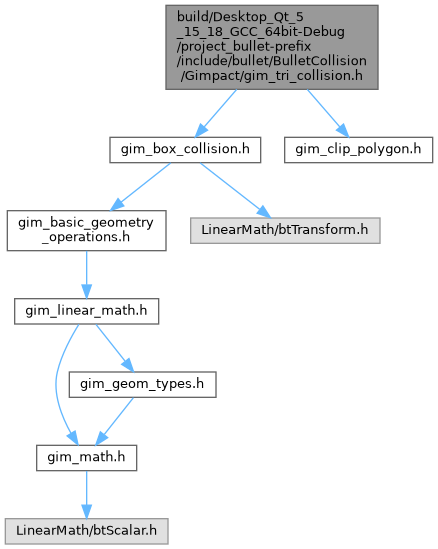 build/Desktop_Qt_5
_15_18_GCC_64bit-Debug
/project_bullet-prefix
/include/bullet/BulletCollision
/Gimpact/gim_tri_collision.h
gim_box_collision.h
gim_clip_polygon.h
gim_basic_geometry
_operations.h
LinearMath/btTransform.h
gim_linear_math.h
gim_geom_types.h
gim_math.h
LinearMath/btScalar.h